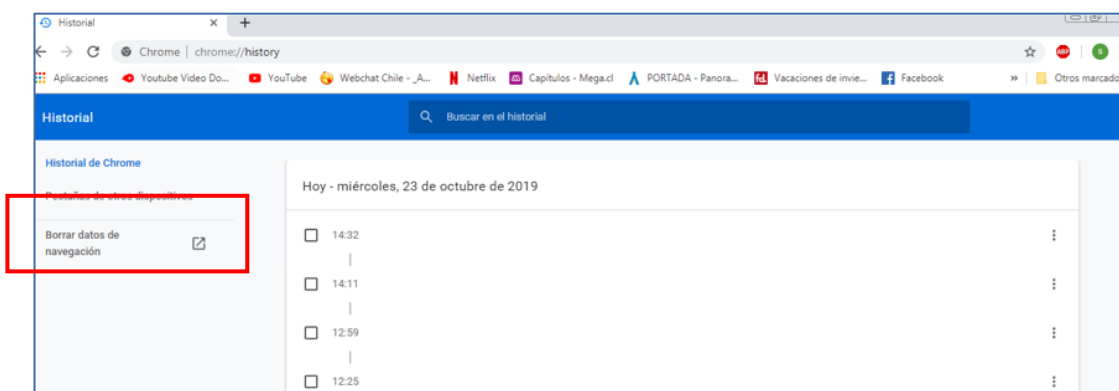 Historial
Chrome | chrome://history
Aplicaciones Youtube Video Do... YouTube Webchat Chile - _A... Netflix Capítulos - Mega.cl PORTADA - Panora... Vacaciones de invie... Facebook » Otros marcado
Historial Buscar en el historial
Historial de Chrome
Pestañas de otros dispositivos
Hoy - miércoles, 23 de octubre de 2019
Borrar datos de
navegación
14:32
14:11
12:59
12:25